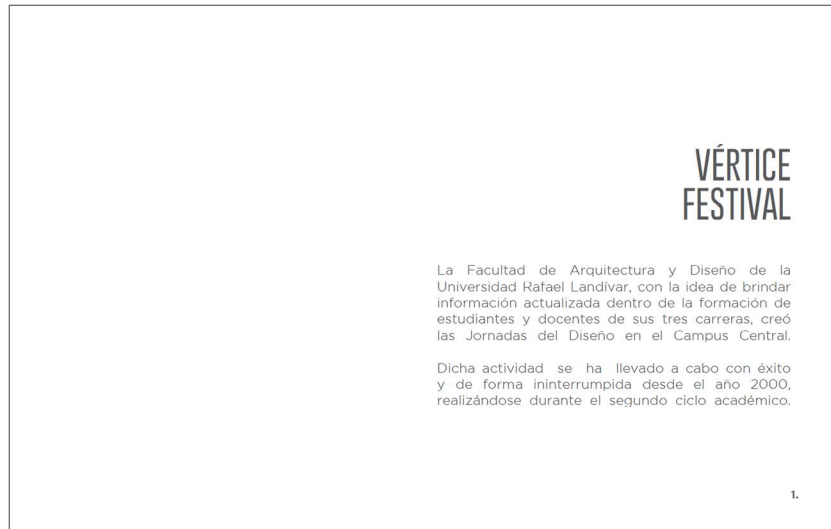 VÉRTICE
FESTIVAL
La Facultad de Arquitectura y Diseño de la
Universidad Rafael Landívar, con la idea de brindar
información actualizada dentro de la formación de
estudiantes y docentes de sus tres carreras, creó
las Jornadas del Diseño en el Campus Central.
Dicha actividad se ha llevado a cabo con éxito
y de forma ininterrumpida desde el año 2000,
realizándose durante el segundo ciclo académico.
1.